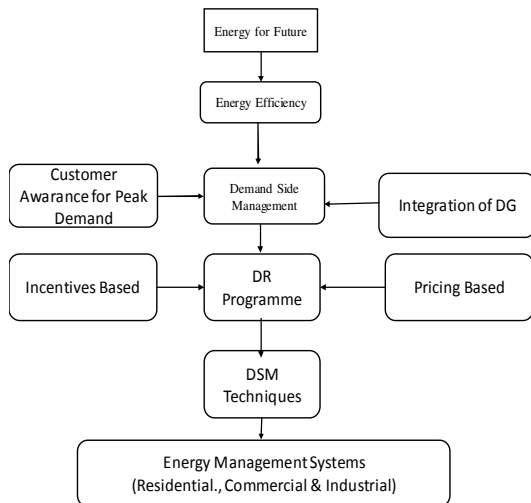 Energy for Future
Energy Efficiency
Customer
Awarance for Peak
Demand
Demand Side
Management
Integration of DG
Incentives Based
DR
Programme
Pricing Based
DSM
Techniques
Energy Management Systems
(Residential., Commercial & Industrial)